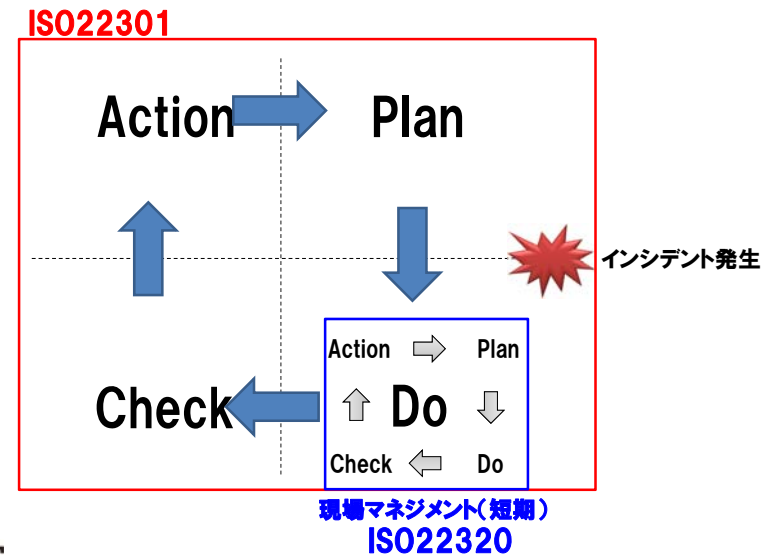 ISO22301
Action
Plan
インシデント発生
Action
Plan
Check
Do
Check
Do
現場マネジメント（短期）
ISO22320